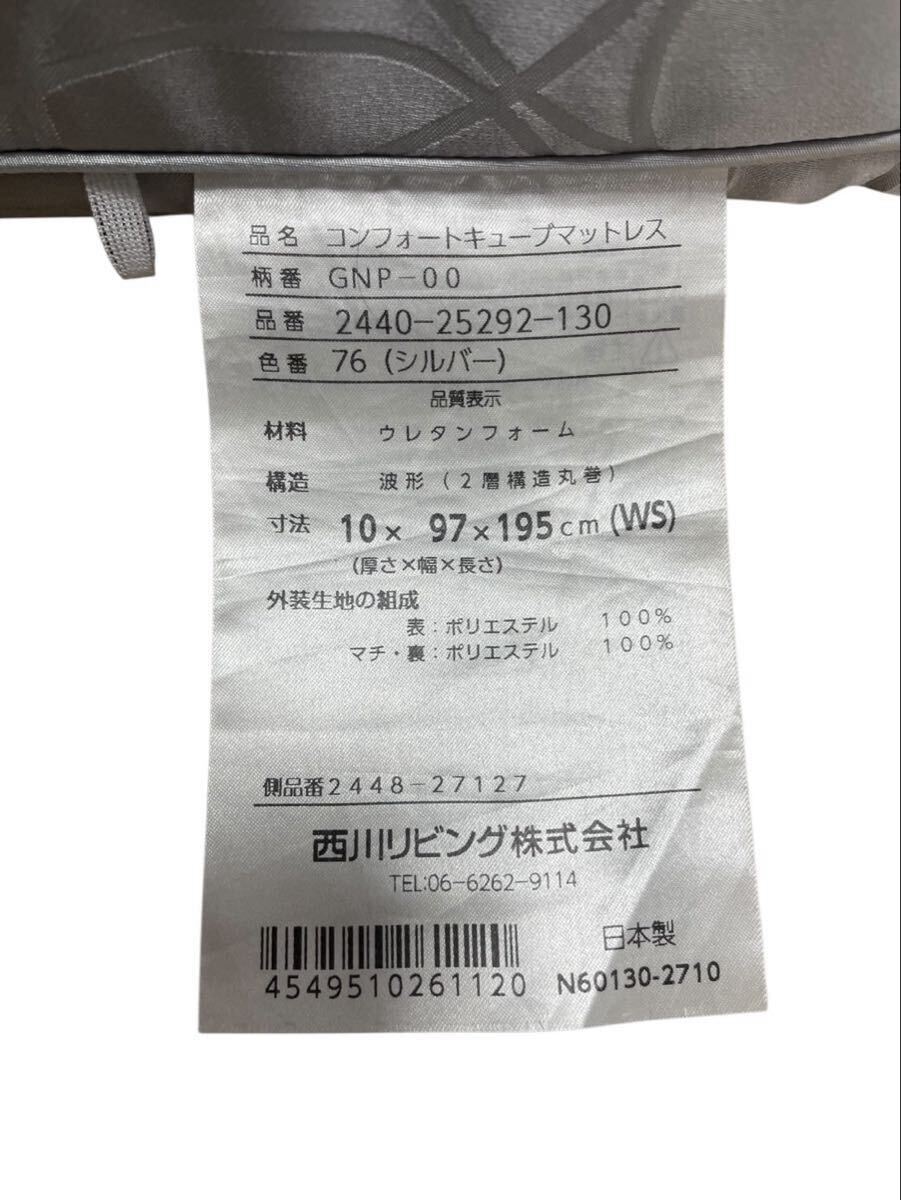 品名 コンフォートキューブマットレス
柄番 GNP-00
品番 2440-25292-130
色番 76 (シルバー)
品質表示
材料 ウレタンフォーム
構造 波形(2層構造丸巻)
寸法 10× 97×195cm (WS)
(厚さ×幅×長さ)
外装生地の組成
表:ポリエステル 100%
マチ・裏:ポリエステル 100%
側品番2448-27127
西川リビング株式会社
TEL:06-6262-9114
日本製
4549510261120 N60130-2710